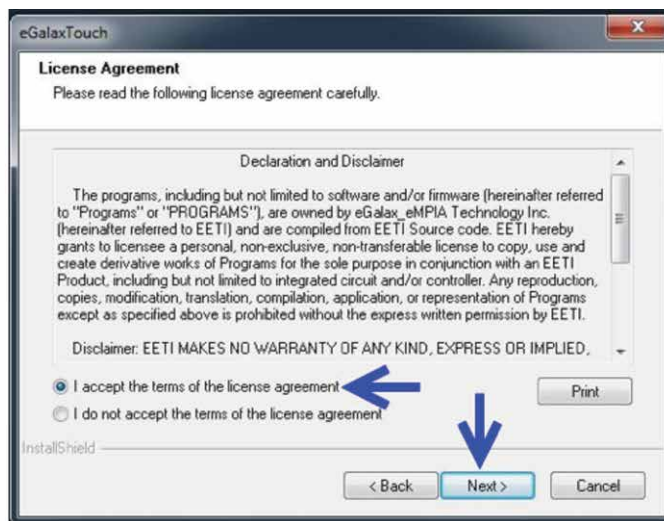 eGalaxTouch
License Agreement
Please read the following license agreement carefully.
Declaration and Disclaimer
The programs, including but not limited to software and/or firmware (hereinafter referred
to "Programs" or "PROGRAMS"), are owned by eGalax_eMPIA Technology Inc.
(hereinafter referred to EETI) and are compiled from EETI Source code. EETI hereby
grants to licensee a personal, non-exclusive, non-transferable license to copy, use and
create derivative works of Programs for the sole purpose in conjunction with an EETI
Product, including but not limited to integrated circuit and/or controller. Any reproduction,
copies, modification, translation, compilation, application, or representation of Programs
except as specified above is prohibited without the express written permission by EETI.
Disclaimer: EETI MAKES NO WARRANTY OF ANY KIND, EXPRESS OR IMPLIED,
I accept the terms of the license agreement
Print
I do not accept the terms of the license agreement
InstallShield
< Back Next > Cancel